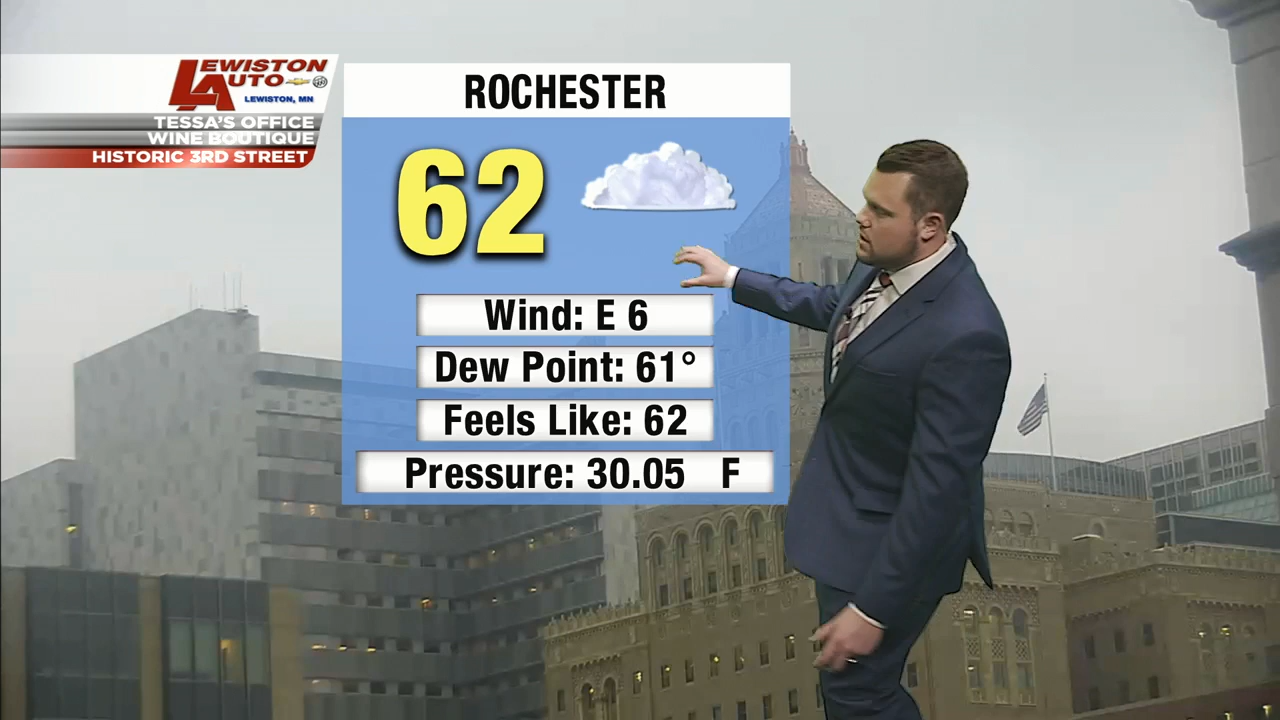 LEWISTON
AUTO
LEWISTON, MN
TESSA'S OFFICE
WINE BOUTIQUE
HISTORIC 3RD STREET
ROCHESTER
62
Wind: E 6
Dew Point: 61°
Feels Like: 62
Pressure: 30.05 F